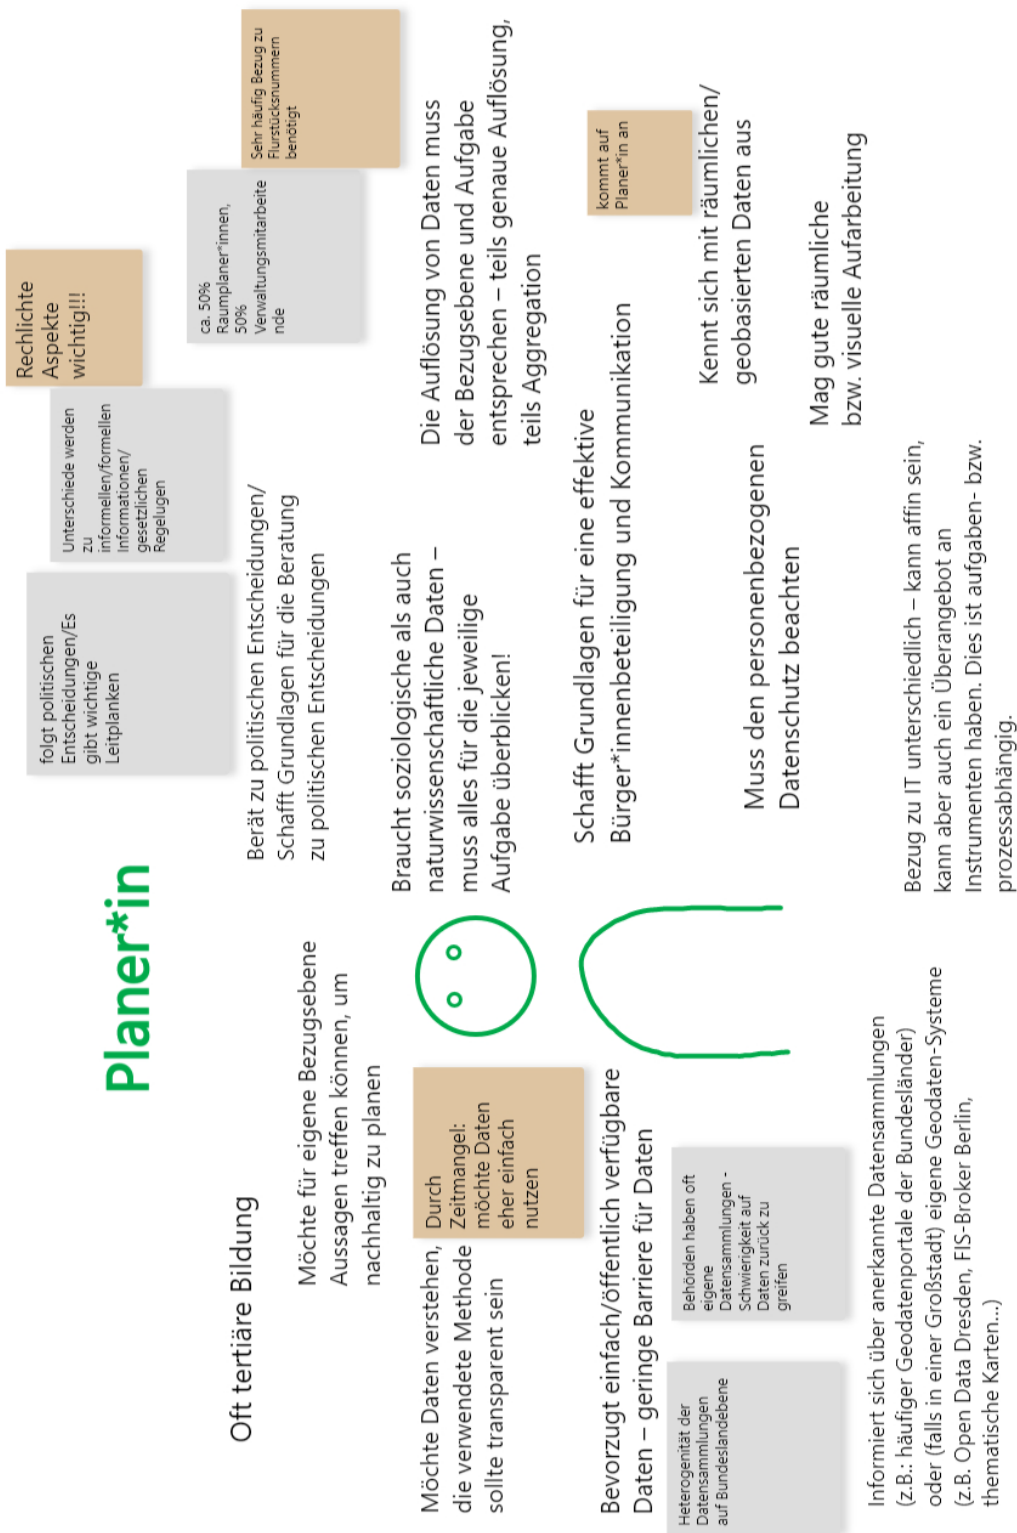 Planer*in
Oft tertiäre Bildung
Möchte für eigene Bezugsebene
Aussagen treffen können, um
nachhaltig zu planen
Möchte Daten verstehen,
die verwendete Methode
sollte transparent sein
Durch
Zeitmangel:
möchte Daten
eher einfach
nutzen
Bevorzugt einfach/öffentlich verfügbare
Daten – geringe Barriere für Daten
Heterogenität der
Datensammlungen
auf Bundeslandebene
Behörden haben oft
eigene
Datensammlungen -
Schwierigkeit auf
Daten zurück zu
greifen
Informiert sich über anerkannte Datensammlungen
(z.B.: häufiger Geodatenportale der Bundesländer)
oder (falls in einer Großstadt) eigene Geodaten-Systeme
(z.B. Open Data Dresden, FIS-Broker Berlin,
thematische Karten...)
folgt politischen
Entscheidungen/Es
gibt wichtige
Leitplanken
Unterschiede werden
zu
informellen/formellen
Informationen/
gesetzlichen
Regelugen
Rechlichte
Aspekte
wichtig!!!
Berät zu politischen Entscheidungen/
Schafft Grundlagen für die Beratung
zu politischen Entscheidungen
ca. 50%
Raumplaner*innen,
50%
Verwaltungsmitarbeite
nde
Sehr häufig Bezug zu
Flurstücksnummern
benötigt
Braucht soziologische als auch
naturwissenschaftliche Daten –
muss alles für die jeweilige
Aufgabe überblicken!
Die Auflösung von Daten muss
der Bezugsebene und Aufgabe
entsprechen – teils genaue Auflösung,
teils Aggregation
Schafft Grundlagen für eine effektive
Bürger*innenbeteiligung und Kommunikation
kommt auf
Planer*in an
Kennt sich mit räumlichen/
geobasierten Daten aus
Muss den personenbezogenen
Datenschutz beachten
Mag gute räumliche
bzw. visuelle Aufarbeitung
Bezug zu IT unterschiedlich – kann affin sein,
kann aber auch ein Überangebot an
Instrumenten haben. Dies ist aufgaben- bzw.
prozessabhängig.